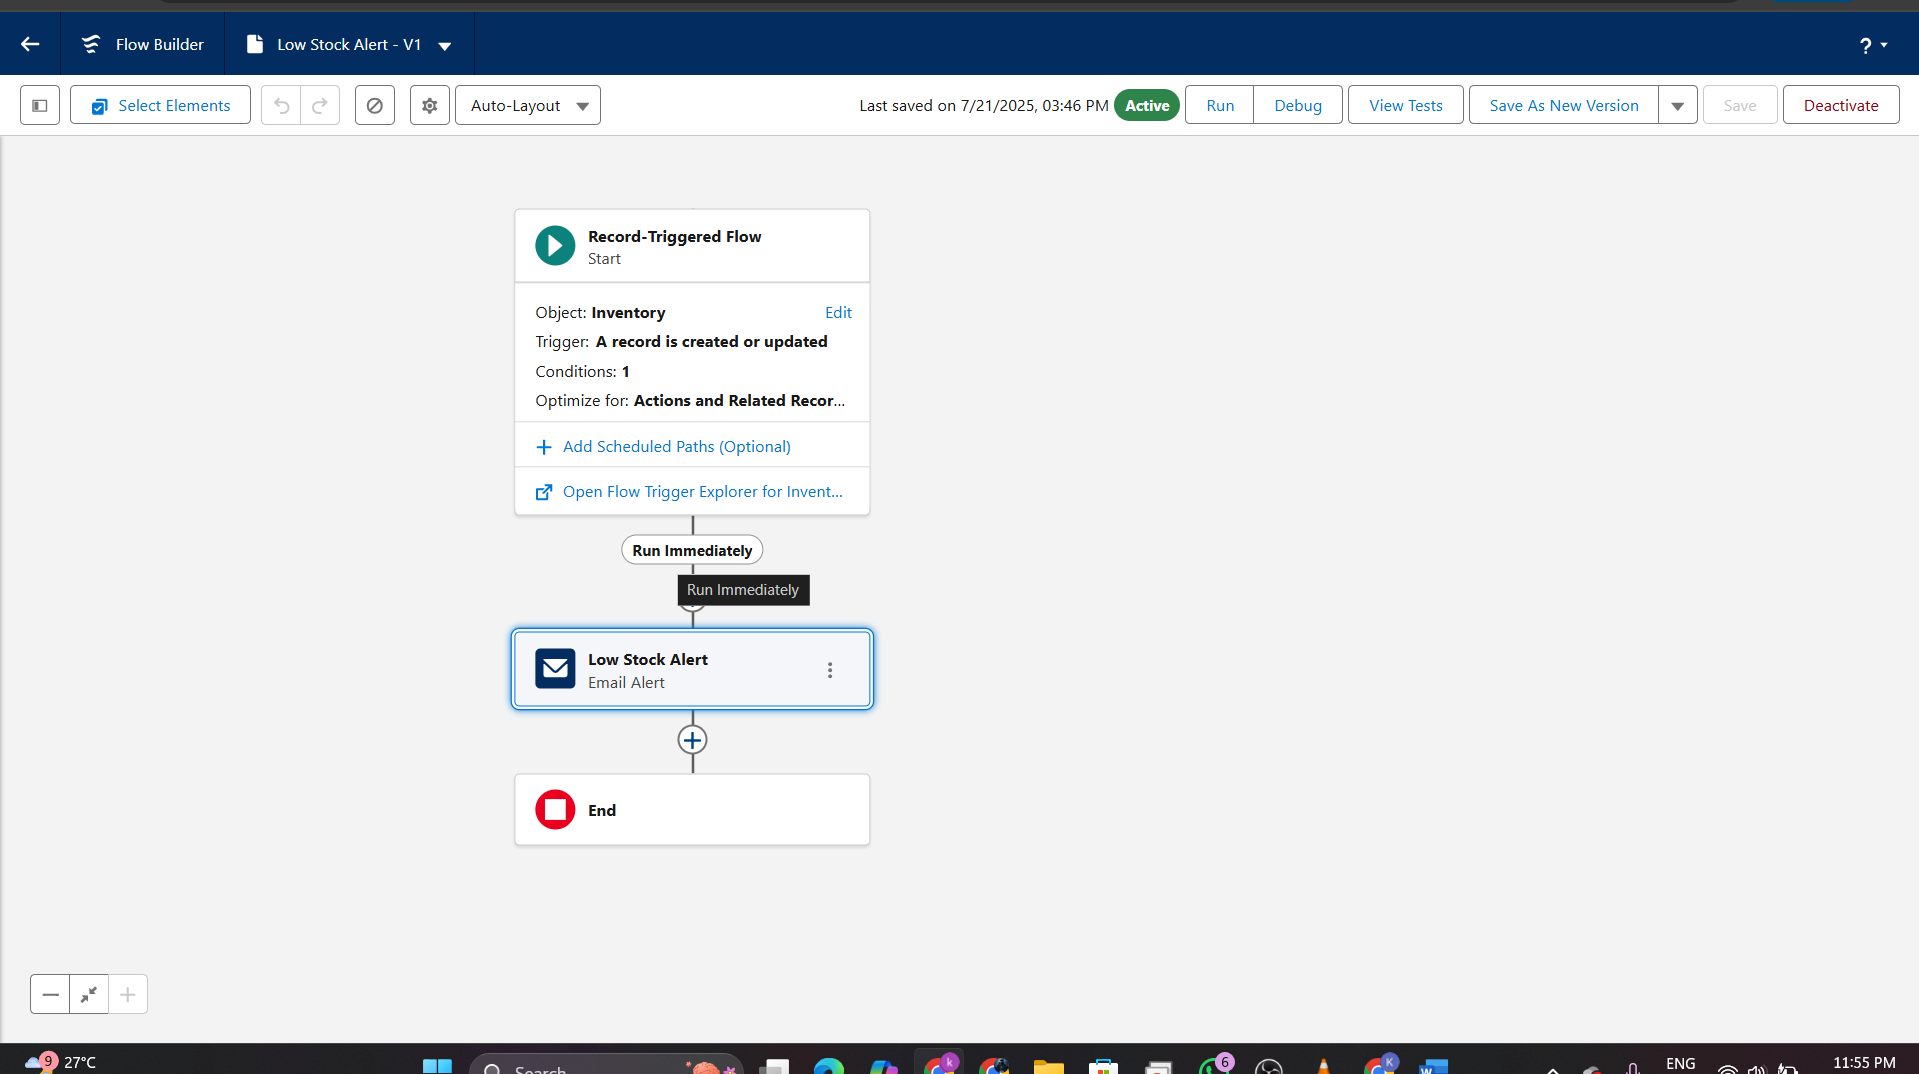 Flow Builder
Low Stock Alert - V1
?
Select Elements
Auto-Layout
Last saved on 7/21/2025, 03:46 PM
Active
Run
Debug
View Tests
Save As New Version
Save
Deactivate
Record-Triggered Flow
Start
Object: Inventory
Edit
Trigger: A record is created or updated
Conditions: 1
Optimize for: Actions and Related Recor...
Add Scheduled Paths (Optional)
Open Flow Trigger Explorer for Invent...
Run Immediately
Run Immediately
Low Stock Alert
Email Alert
End
9
27°C
Search
k
6
K
W
ENG
11:55 PM